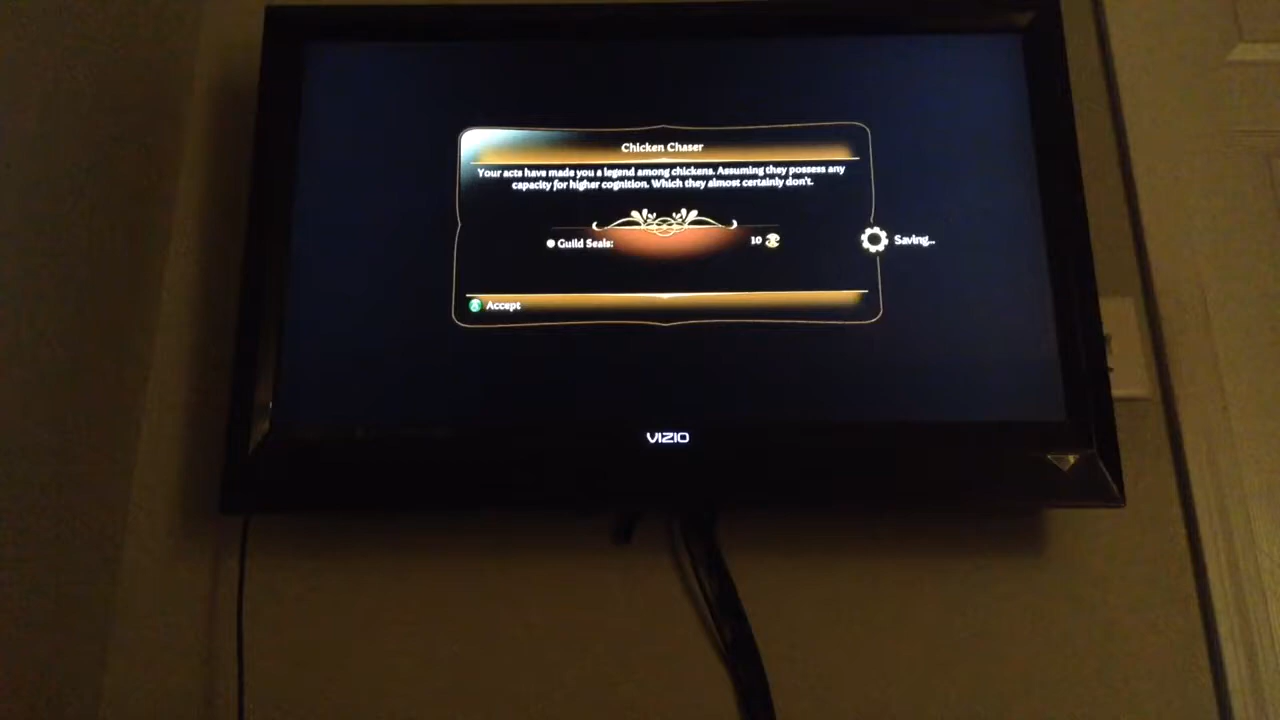 Chicken Chaser
Your acts have made you a legend among chickens. Assuming they possess any
capacity for higher cognition. Which they almost certainly don't.
Guild Seals: 10
Saving...
A Accept
VIZIO